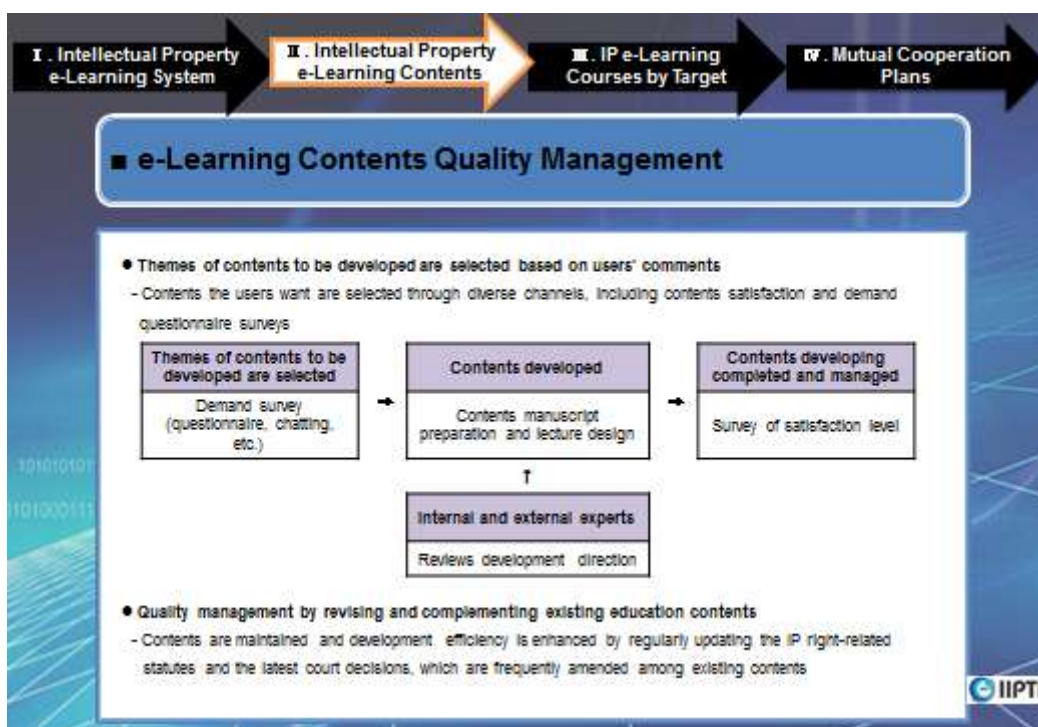 Ⅰ. Intellectual Property
e-Learning System
Ⅱ. Intellectual Property
e-Learning Contents
Ⅲ. IP e-Learning
Courses by Target
Ⅳ. Mutual Cooperation
Plans
■ e-Learning Contents Quality Management
● Themes of contents to be developed are selected based on users' comments
- Contents the users want are selected through diverse channels, including contents satisfaction and demand
questionnaire surveys
Themes of contents to be
developed are selected
Demand survey
(questionnaire, chatting,
etc.)
→
Contents developed
Contents manuscript
preparation and lecture design
→
Contents developing
completed and managed
Survey of satisfaction level
↑
Internal and external experts
Reviews development direction
● Quality management by revising and complementing existing education contents
- Contents are maintained and development efficiency is enhanced by regularly updating the IP right-related
statutes and the latest court decisions, which are frequently amended among existing contents
101010101
101000111
IIPTI